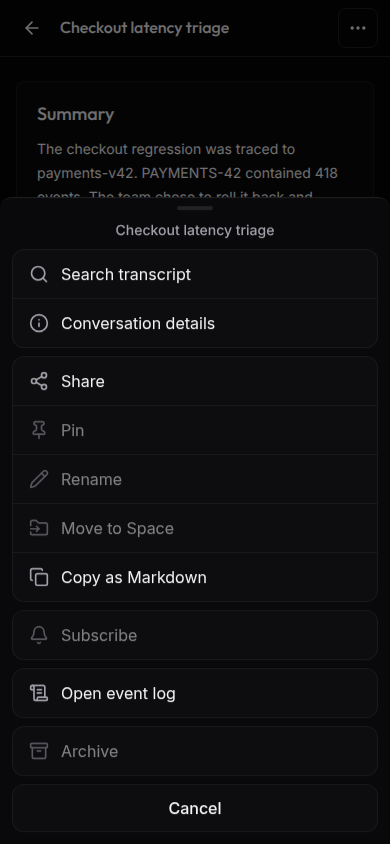 Checkout latency triage
Summary
The checkout regression was traced to
payments-v42. PAYMENTS-42 contained 418
events. The team chose to roll it back and
Checkout latency triage
Search transcript
Conversation details
Share
Pin
Rename
Move to Space
Copy as Markdown
Subscribe
Open event log
Archive
Cancel